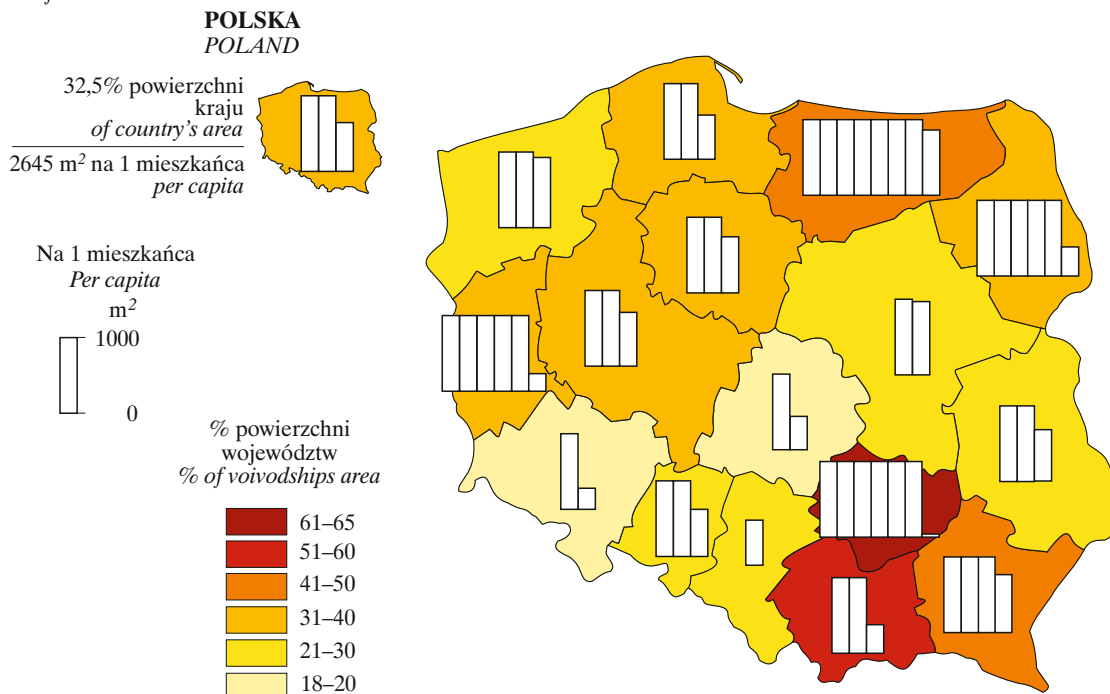 POLSKA
POLAND
32,5% powierzchni
kraju
of country's area
2645 m² na 1 mieszkańca
per capita
Na 1 mieszkańca
Per capita
m²
1000
0
% powierzchni
województw
% of voivodships area
61–65
51–60
41–50
31–40
21–30
18–20